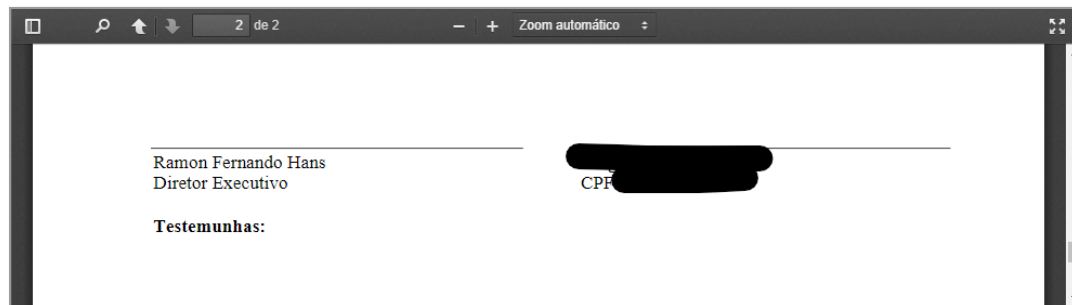 2 de 2 Zoom automático
Ramon Fernando Hans
Diretor Executivo
CPF
Testemunhas: